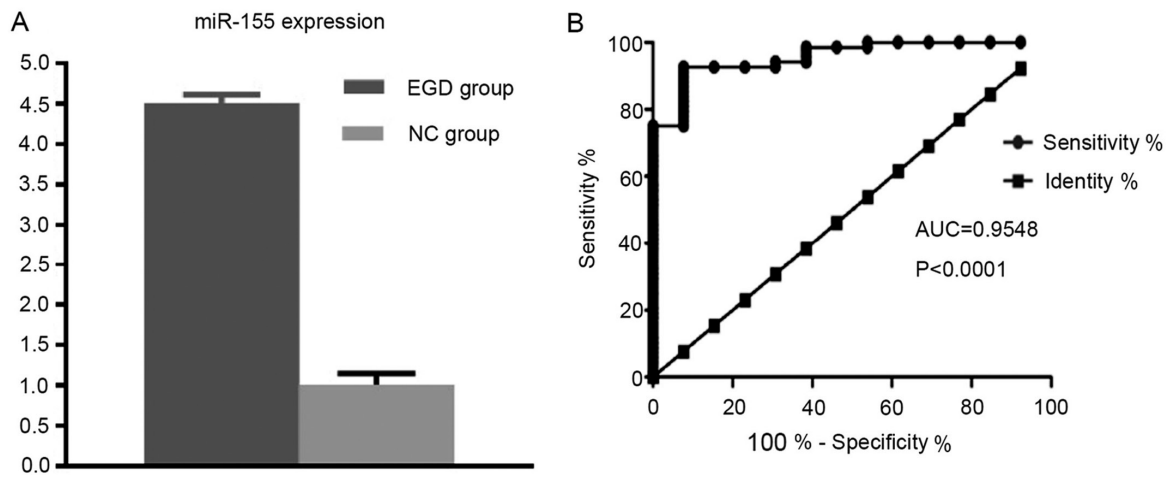 A
miR-155 expression
5.0
4.5
4.0
3.5
3.0
2.5
2.0
1.5
1.0
0.5
0.0
EGD group
NC group
B
100
80
60
40
20
0
Sensitivity %
Sensitivity %
Identity %
AUC=0.9548
P<0.0001
0 20 40 60 80 100
100 % - Specificity %